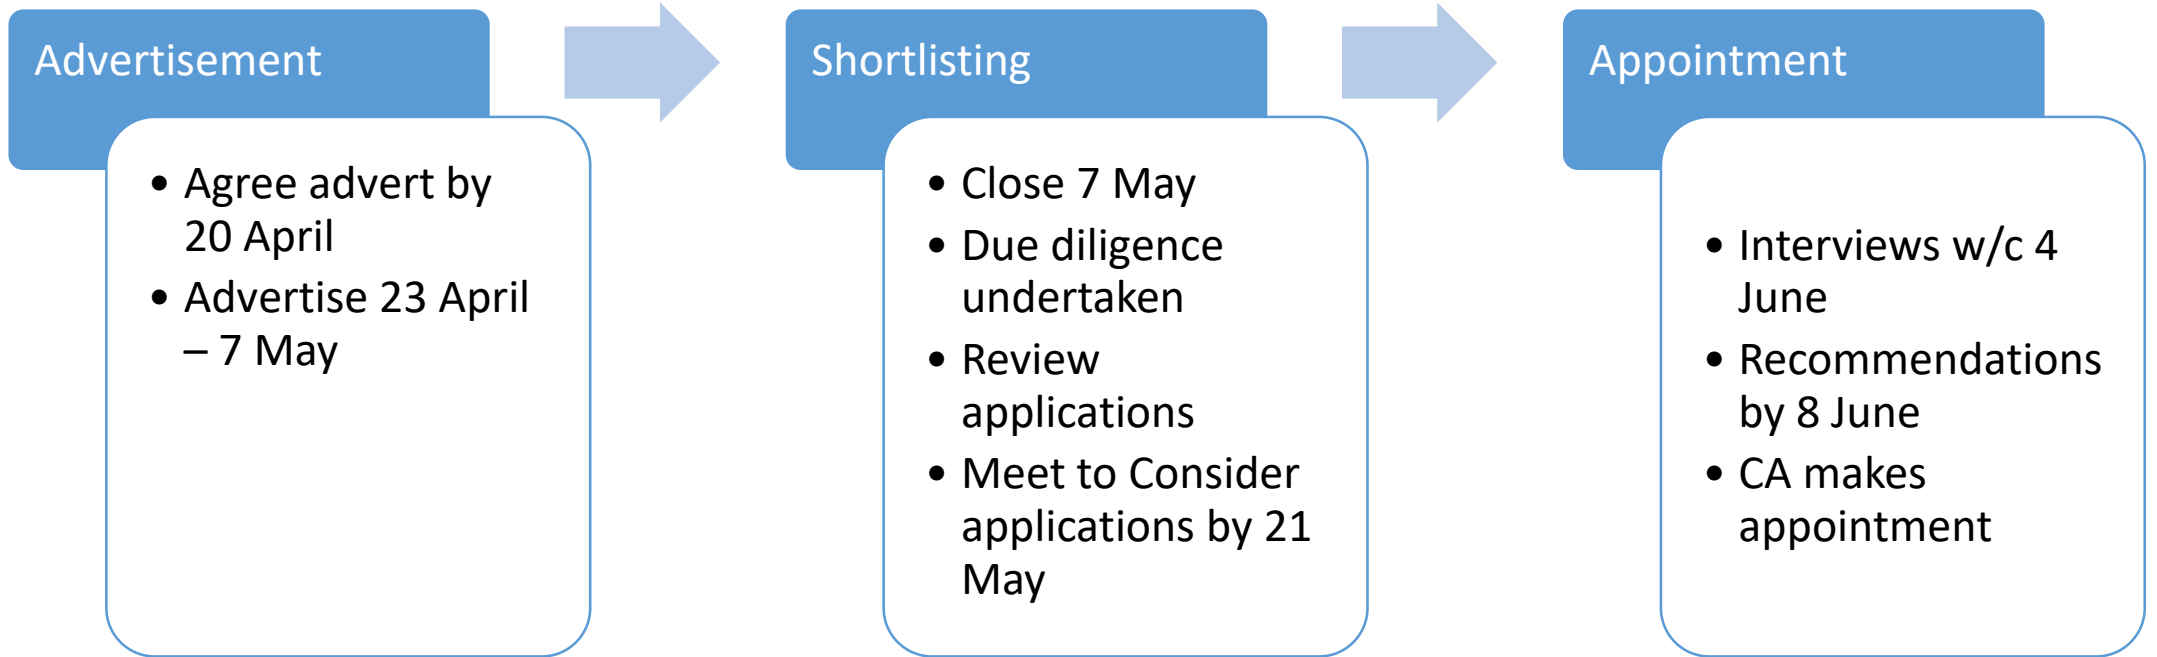 Advertisement
• Agree advert by
20 April
• Advertise 23 April
– 7 May
Shortlisting
• Close 7 May
• Due diligence
undertaken
• Review
applications
• Meet to Consider
applications by 21
May
Appointment
• Interviews w/c 4
June
• Recommendations
by 8 June
• CA makes
appointment